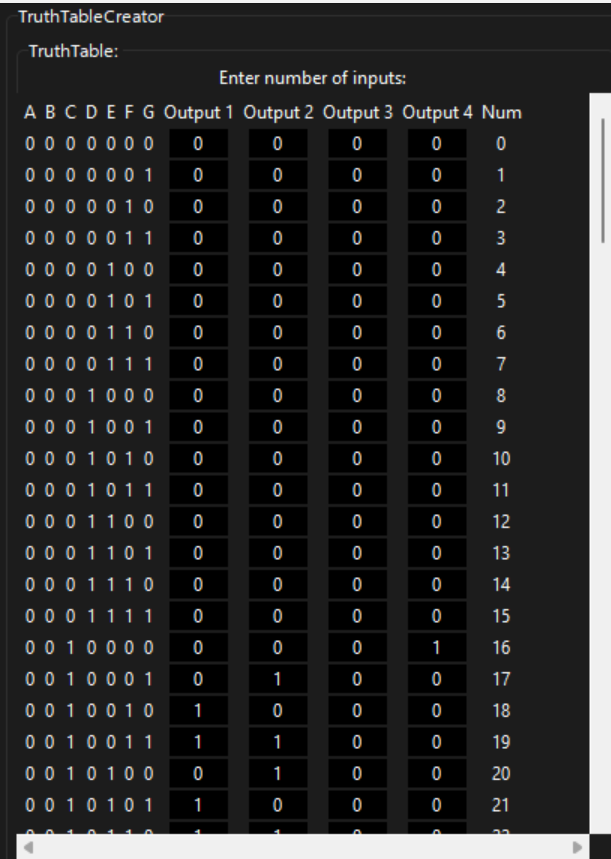 TruthTableCreator
TruthTable:
Enter number of inputs:
A B C D E F G Output 1 Output 2 Output 3 Output 4 Num
0 0 0 0 0 0 0 0 0 0 0 0
0 0 0 0 0 0 1 0 0 0 0 1
0 0 0 0 0 1 0 0 0 0 0 2
0 0 0 0 0 1 1 0 0 0 0 3
0 0 0 0 1 0 0 0 0 0 0 4
0 0 0 0 1 0 1 0 0 0 0 5
0 0 0 0 1 1 0 0 0 0 0 6
0 0 0 0 1 1 1 0 0 0 0 7
0 0 0 1 0 0 0 0 0 0 0 8
0 0 0 1 0 0 1 0 0 0 0 9
0 0 0 1 0 1 0 0 0 0 0 10
0 0 0 1 0 1 1 0 0 0 0 11
0 0 0 1 1 0 0 0 0 0 0 12
0 0 0 1 1 0 1 0 0 0 0 13
0 0 0 1 1 1 0 0 0 0 0 14
0 0 0 1 1 1 1 0 0 0 0 15
0 0 1 0 0 0 0 0 0 0 1 16
0 0 1 0 0 0 1 0 1 0 0 17
0 0 1 0 0 1 0 1 0 0 0 18
0 0 1 0 0 1 1 1 1 0 0 19
0 0 1 0 1 0 0 0 1 0 0 20
0 0 1 0 1 0 1 1 0 0 0 21